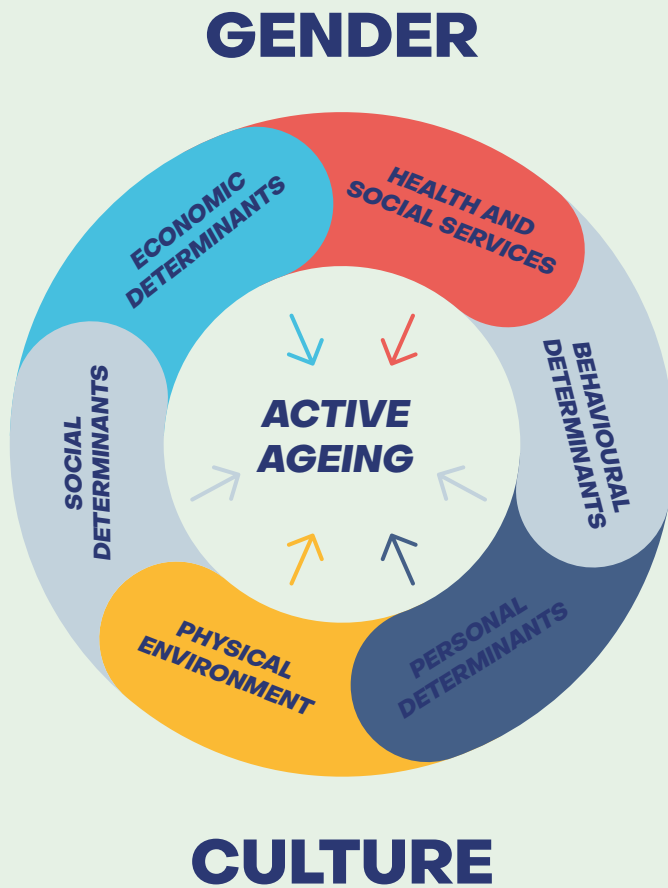 GENDER
ECONOMIC
DETERMINANTS
HEALTH AND
SOCIAL SERVICES
BEHAVIOURAL
DETERMINANTS
SOCIAL
DETERMINANTS
ACTIVE
AGEING
PHYSICAL
ENVIRONMENT
PERSONAL
DETERMINANTS
CULTURE